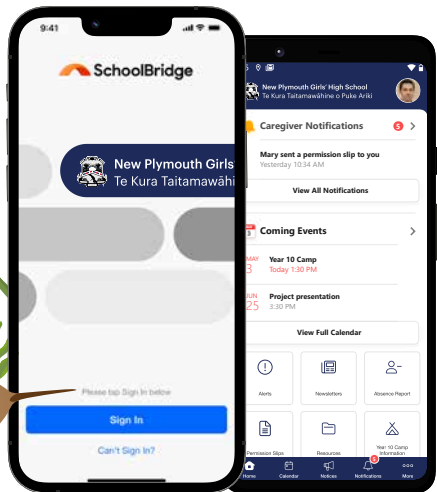 9:41
SchoolBridge
New Plymouth Girls'
Te Kura Taitamawāhi
Please tap Sign In below
Sign In
Can't Sign In?
New Plymouth Girls' High School
Te Kura Taitamawāhine o Puke Ariki
Caregiver Notifications 5
Mary sent a permission slip to you
Yesterday 10:34 AM
View All Notifications
3 Coming Events
MAY Year 10 Camp
3 Today 1:30 PM
JUN Project presentation
25 3:30 PM
View Full Calendar
Alerts Newsletters Absence Report
Permission Slips Resources Year 10 Camp
Information
5
Home Calendar Notices Notifications More